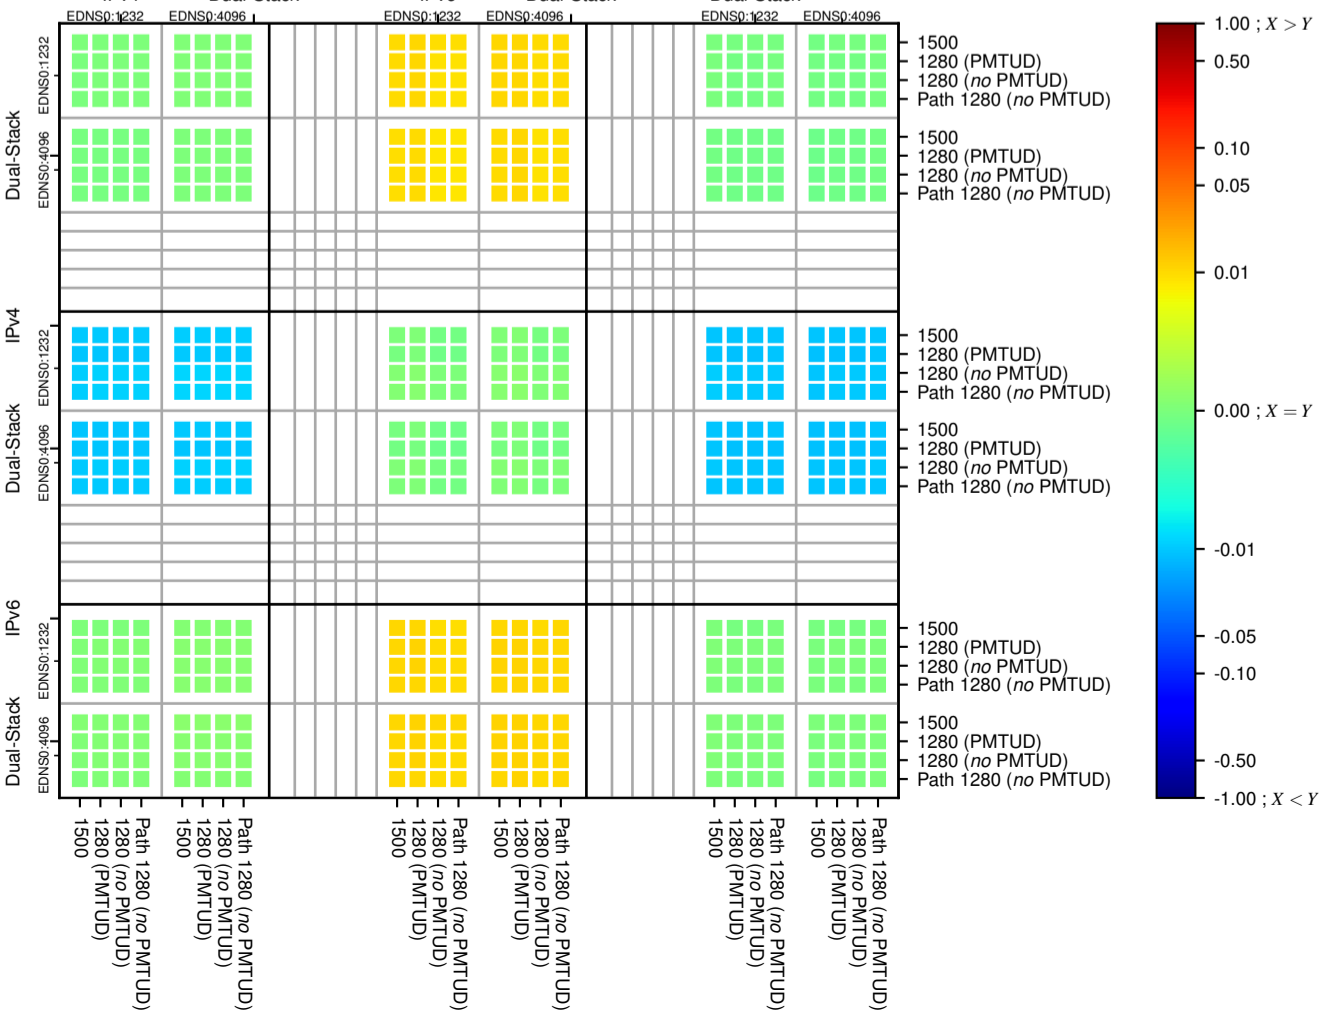 EDNS0:1232 EDNS0:4096 EDNS0:1232 EDNS0:4096 EDNS0:1232 EDNS0:4096
Dual-Stack
EDNS0:1232
EDNS0:4096
1500
1280 (PMTUD)
1280 (no PMTUD)
Path 1280 (no PMTUD)
1500
1280 (PMTUD)
1280 (no PMTUD)
Path 1280 (no PMTUD)
IPv4
Dual-Stack
EDNS0:1232
EDNS0:4096
1500
1280 (PMTUD)
1280 (no PMTUD)
Path 1280 (no PMTUD)
1500
1280 (PMTUD)
1280 (no PMTUD)
Path 1280 (no PMTUD)
IPv6
Dual-Stack
EDNS0:1232
EDNS0:4096
1500
1280 (PMTUD)
1280 (no PMTUD)
Path 1280 (no PMTUD)
1500
1280 (PMTUD)
1280 (no PMTUD)
Path 1280 (no PMTUD)
1500
1280 (PMTUD)
1280 (no PMTUD)
Path 1280 (no PMTUD)
1500
1280 (PMTUD)
1280 (no PMTUD)
Path 1280 (no PMTUD)
1500
1280 (PMTUD)
1280 (no PMTUD)
Path 1280 (no PMTUD)
1500
1280 (PMTUD)
1280 (no PMTUD)
Path 1280 (no PMTUD)
1500
1280 (PMTUD)
1280 (no PMTUD)
Path 1280 (no PMTUD)
1500
1280 (PMTUD)
1280 (no PMTUD)
Path 1280 (no PMTUD)
1.00 ; X > Y
0.50
0.10
0.05
0.01
0.00 ; X = Y
-0.01
-0.05
-0.10
-0.50
-1.00 ; X < Y